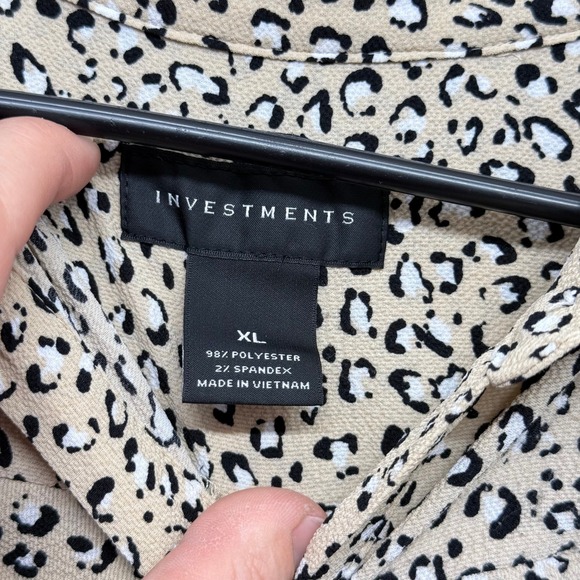 INVESTMENTS
XL
98% POLYESTER
2% SPANDEX
MADE IN VIETNAM